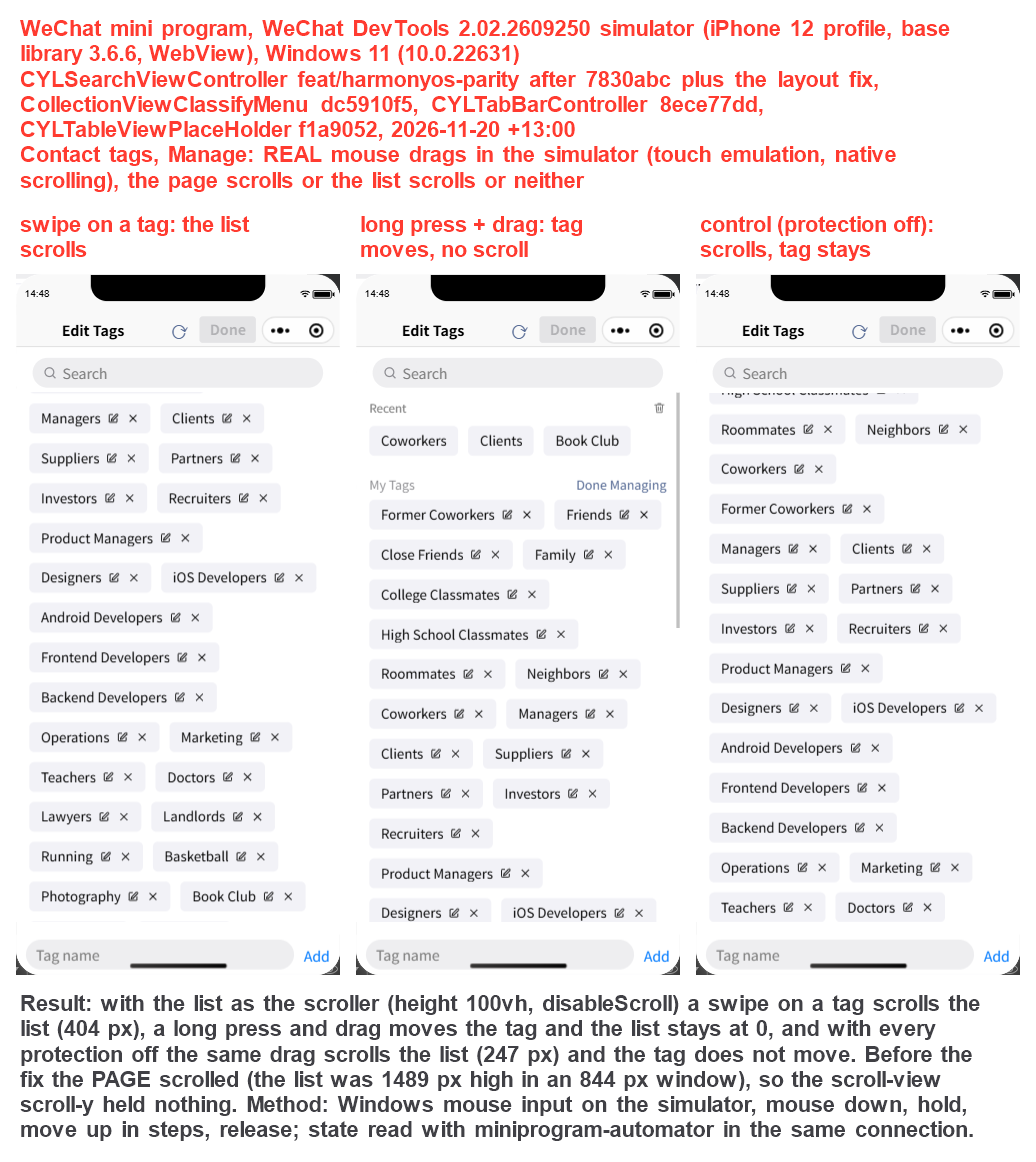 WeChat mini program, WeChat DevTools 2.02.2609250 simulator (iPhone 12 profile, base
library 3.6.6, WebView), Windows 11 (10.0.22631)
CYLSearchViewController feat/harmonyos-parity after 7830abc plus the layout fix,
CollectionViewClassifyMenu dc5910f5, CYLTabBarController 8ece77dd,
CYLTableViewPlaceHolder f1a9052, 2026-11-20 +13:00
Contact tags, Manage: REAL mouse drags in the simulator (touch emulation, native
scrolling), the page scrolls or the list scrolls or neither
swipe on a tag: the list
scrolls
14:48
Edit Tags Done
Search
Managers Clients
Suppliers Partners
Investors Recruiters
Product Managers
Designers iOS Developers
Android Developers
Frontend Developers
Backend Developers
Operations Marketing
Teachers Doctors
Lawyers Landlords
Running Basketball
Photography Book Club
Tag name Add
long press + drag: tag
moves, no scroll
14:48
Edit Tags Done
Search
Recent
Coworkers Clients Book Club
My Tags Done Managing
Former Coworkers Friends
Close Friends Family
College Classmates
High School Classmates
Roommates Neighbors
Coworkers Managers
Clients Suppliers
Partners Investors
Recruiters
Product Managers
Designers iOS Developers
Tag name Add
control (protection off):
scrolls, tag stays
14:48
Edit Tags Done
Search
High School Classmates
Roommates Neighbors
Coworkers
Former Coworkers
Managers Clients
Suppliers Partners
Investors Recruiters
Product Managers
Designers iOS Developers
Android Developers
Frontend Developers
Backend Developers
Operations Marketing
Teachers Doctors
Tag name Add
Result: with the list as the scroller (height 100vh, disableScroll) a swipe on a tag scrolls the
list (404 px), a long press and drag moves the tag and the list stays at 0, and with every
protection off the same drag scrolls the list (247 px) and the tag does not move. Before the
fix the PAGE scrolled (the list was 1489 px high in an 844 px window), so the scroll-view
scroll-y held nothing. Method: Windows mouse input on the simulator, mouse down, hold,
move up in steps, release; state read with miniprogram-automator in the same connection.